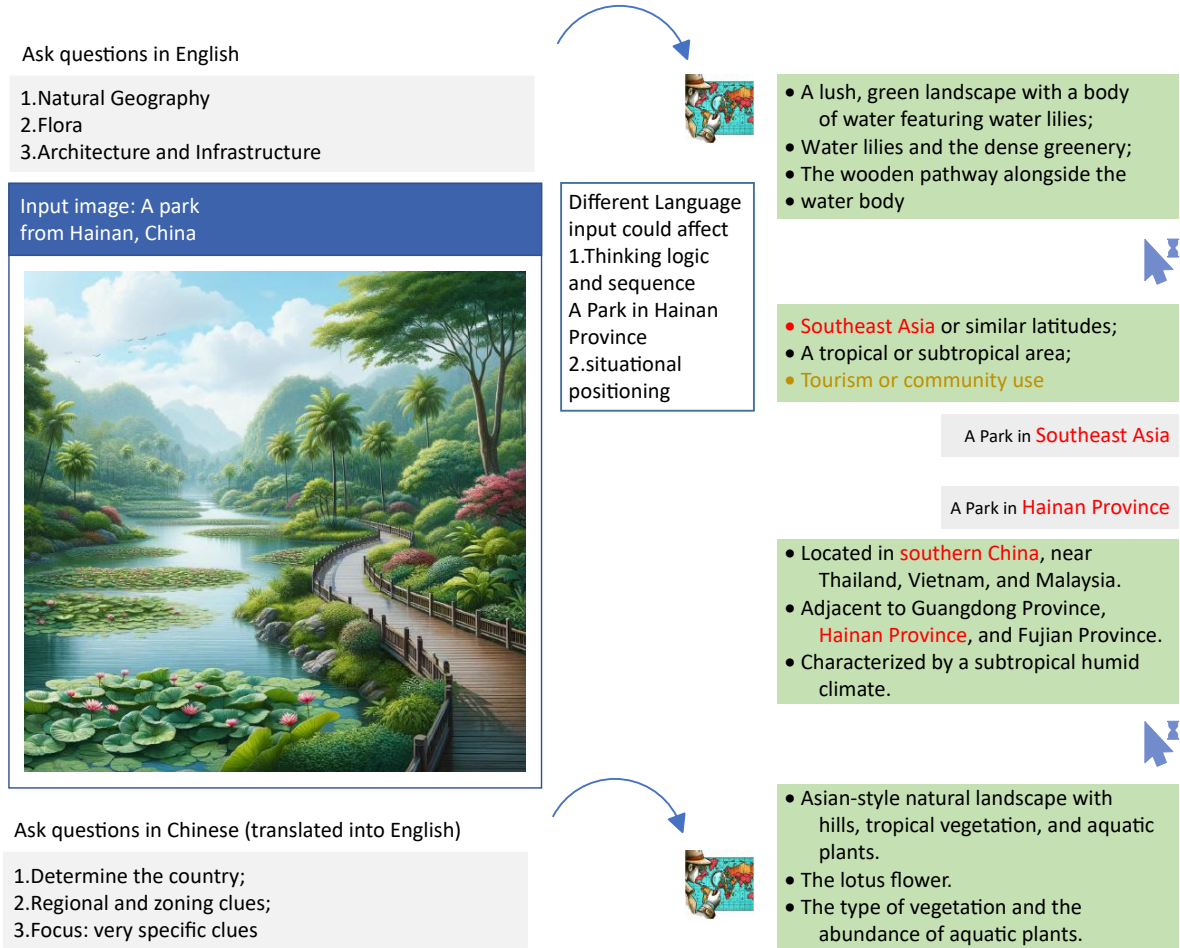 Ask questions in English
1.Natural Geography
2.Flora
3.Architecture and Infrastructure
Input image: A park
from Hainan, China
Different Language
input could affect
1.Thinking logic
and sequence
A Park in Hainan
Province
2.situational
positioning
• A lush, green landscape with a body
of water featuring water lilies;
• Water lilies and the dense greenery;
• The wooden pathway alongside the
• water body
• Southeast Asia or similar latitudes;
• A tropical or subtropical area;
• Tourism or community use
A Park in Southeast Asia
A Park in Hainan Province
• Located in southern China, near
Thailand, Vietnam, and Malaysia.
• Adjacent to Guangdong Province,
Hainan Province, and Fujian Province.
• Characterized by a subtropical humid
climate.
Ask questions in Chinese (translated into English)
1.Determine the country;
2.Regional and zoning clues;
3.Focus: very specific clues
• Asian-style natural landscape with
hills, tropical vegetation, and aquatic
plants.
• The lotus flower.
• The type of vegetation and the
abundance of aquatic plants.